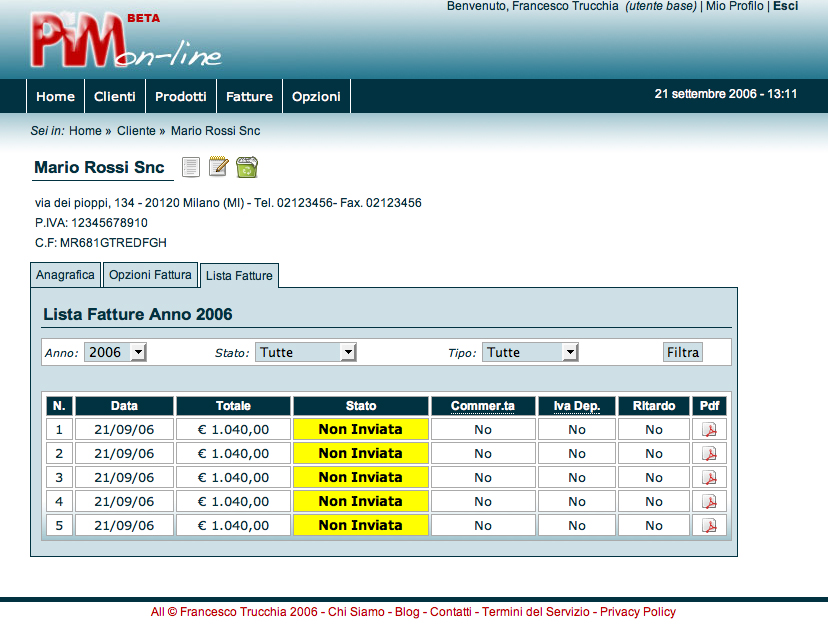 Benvenuto, Francesco Trucchia (utente base) | Mio Profilo | Esci
PiM BETA
on-line
Home Clienti Prodotti Fatture Opzioni 21 settembre 2006 - 13:11
Sei in: Home » Cliente » Mario Rossi Snc
Mario Rossi Snc
via dei pioppi, 134 - 20120 Milano (MI) - Tel. 02123456- Fax. 02123456
P.IVA: 12345678910
C.F: MR681GTREDFGH
Anagrafica Opzioni Fattura Lista Fatture
Lista Fatture Anno 2006
Anno: 2006 Stato: Tutte Tipo: Tutte Filtra
N. Data Totale Stato Commer.ta Iva Dep. Ritardo Pdf
1 21/09/06 € 1.040,00 Non Inviata No No No
2 21/09/06 € 1.040,00 Non Inviata No No No
3 21/09/06 € 1.040,00 Non Inviata No No No
4 21/09/06 € 1.040,00 Non Inviata No No No
5 21/09/06 € 1.040,00 Non Inviata No No No
All © Francesco Trucchia 2006 - Chi Siamo - Blog - Contatti - Termini del Servizio - Privacy Policy